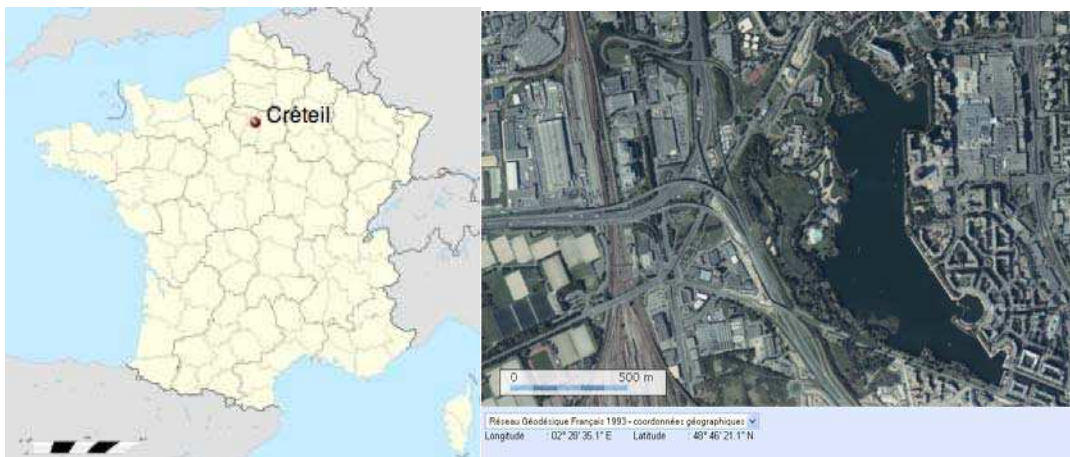 Créteil
0 500 m
Réseau Géodésique Français 1993 - coordonnées géographiques
Longitude : 02° 28' 35.1" E Latitude : 48° 46' 21.1" N